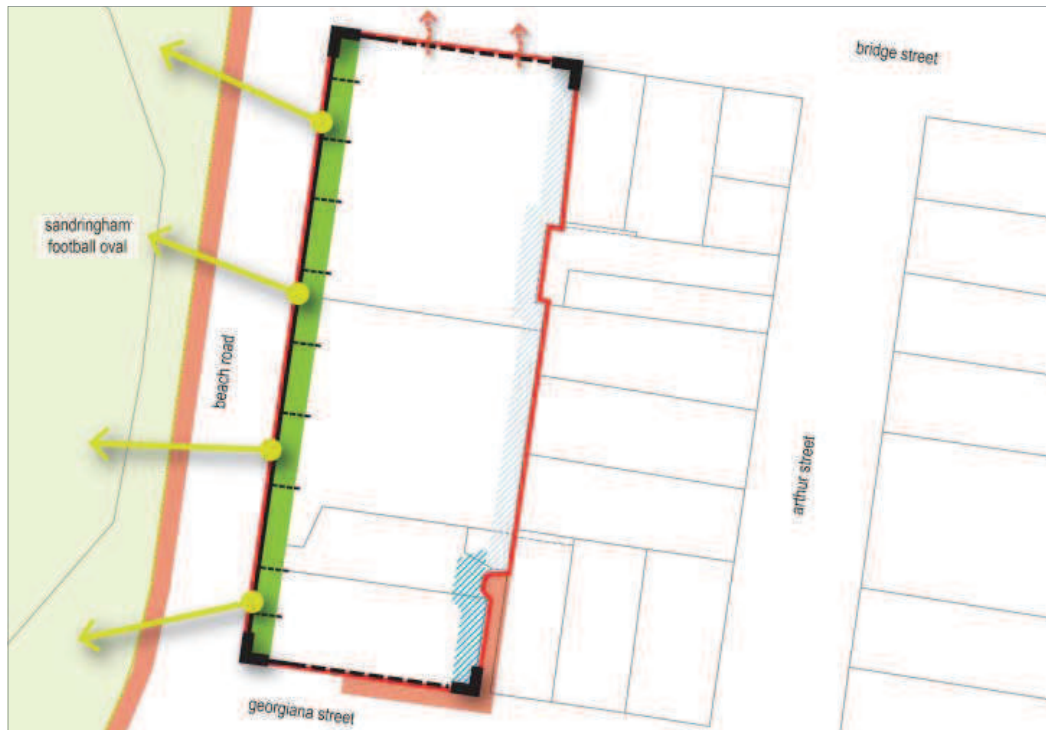 bridge street
sandringham
football oval
beach road
arthur street
georgiana street